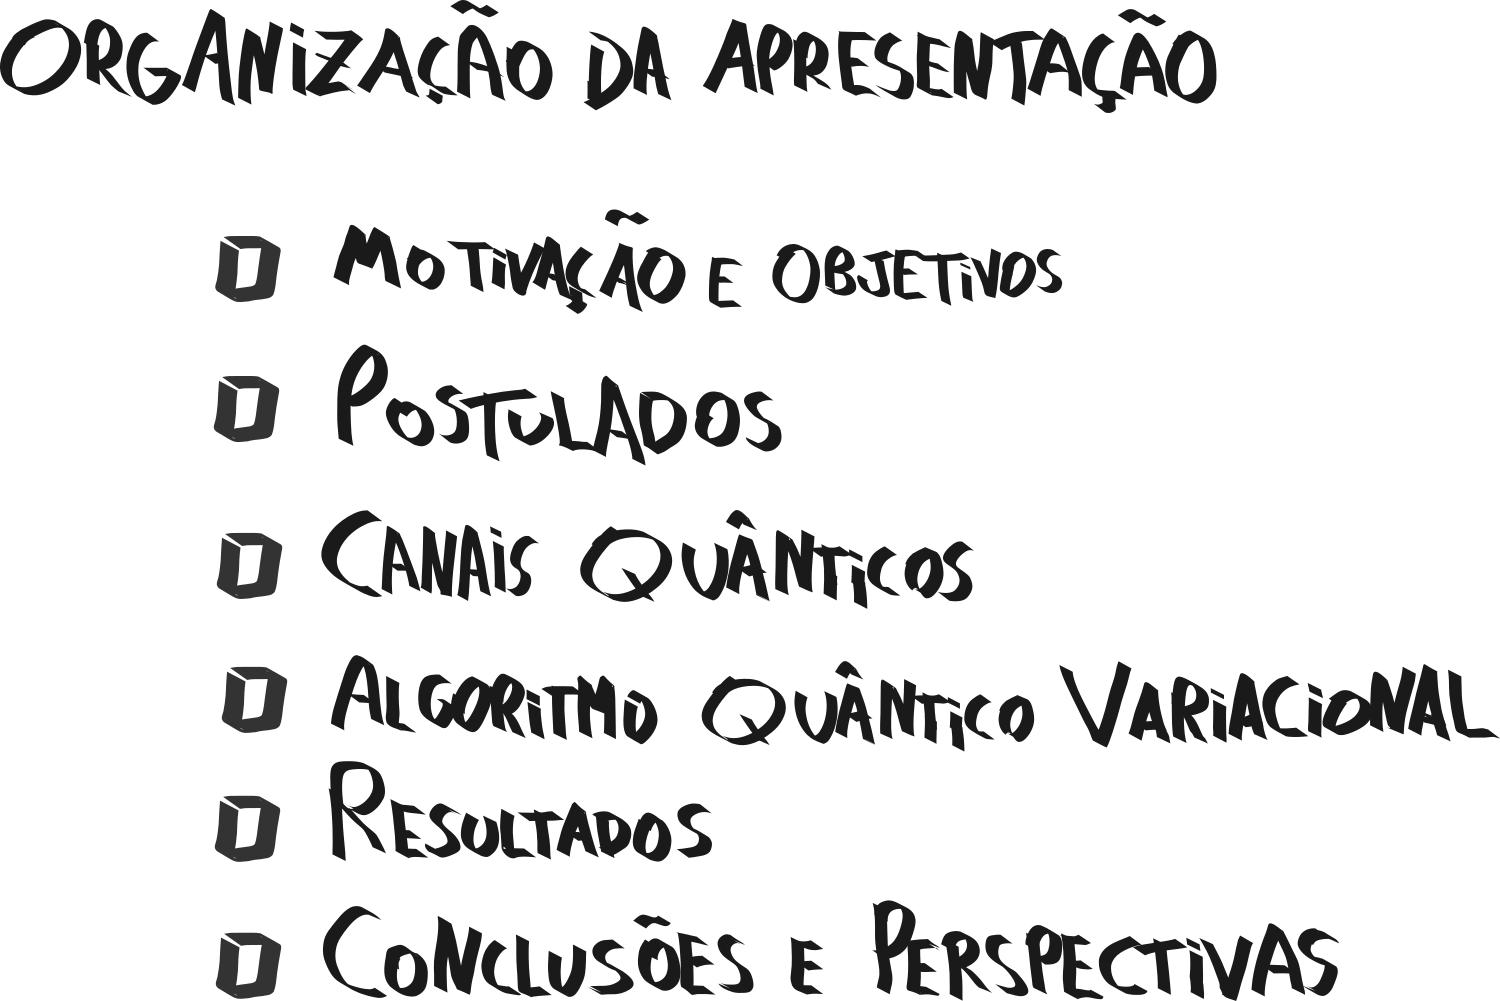 Organização da apresentação
Motivação e Objetivos
Postulados
Canais Quânticos
Algoritmo Quântico Variacional
Resultados
Conclusões e Perspectivas